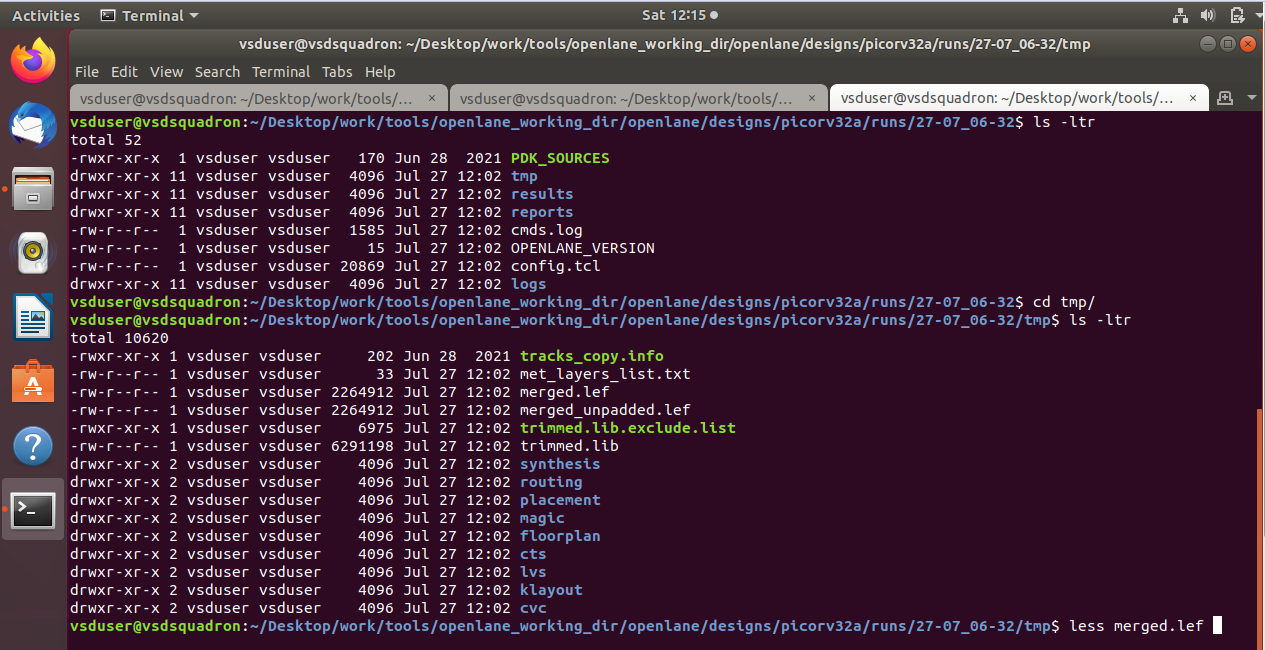 Activities Terminal Sat 12:15
vsduser@vsdsquadron: ~/Desktop/work/tools/openlane_working_dir/openlane/designs/picorv32a/runs/27-07_06-32/tmp
File Edit View Search Terminal Tabs Help
vsduser@vsdsquadron: ~/Desktop/work/tools/... × vsduser@vsdsquadron: ~/Desktop/work/tools/... × vsduser@vsdsquadron: ~/Desktop/work/tools/... ×
vsduser@vsdsquadron:~/Desktop/work/tools/openlane_working_dir/openlane/designs/picorv32a/runs/27-07_06-32$ ls -ltr
total 52
-rwxr-xr-x  1 vsduser vsduser   170 Jun 28  2021 PDK_SOURCES
drwxr-xr-x 11 vsduser vsduser  4096 Jul 27 12:02 tmp
drwxr-xr-x 11 vsduser vsduser  4096 Jul 27 12:02 results
drwxr-xr-x 11 vsduser vsduser  4096 Jul 27 12:02 reports
-rw-r--r--  1 vsduser vsduser  1585 Jul 27 12:02 cmds.log
-rw-r--r--  1 vsduser vsduser    15 Jul 27 12:02 OPENLANE_VERSION
-rw-r--r--  1 vsduser vsduser 20869 Jul 27 12:02 config.tcl
drwxr-xr-x 11 vsduser vsduser  4096 Jul 27 12:02 logs
vsduser@vsdsquadron:~/Desktop/work/tools/openlane_working_dir/openlane/designs/picorv32a/runs/27-07_06-32$ cd tmp/
vsduser@vsdsquadron:~/Desktop/work/tools/openlane_working_dir/openlane/designs/picorv32a/runs/27-07_06-32/tmp$ ls -ltr
total 10620
-rwxr-xr-x 1 vsduser vsduser     202 Jun 28  2021 tracks_copy.info
-rw-r--r-- 1 vsduser vsduser      33 Jul 27 12:02 met_layers_list.txt
-rw-r--r-- 1 vsduser vsduser 2264912 Jul 27 12:02 merged.lef
-rw-r--r-- 1 vsduser vsduser 2264912 Jul 27 12:02 merged_unpadded.lef
-rwxr-xr-x 1 vsduser vsduser    6975 Jul 27 12:02 trimmed.lib.exclude.list
-rw-r--r-- 1 vsduser vsduser 6291198 Jul 27 12:02 trimmed.lib
drwxr-xr-x 2 vsduser vsduser    4096 Jul 27 12:02 synthesis
drwxr-xr-x 2 vsduser vsduser    4096 Jul 27 12:02 routing
drwxr-xr-x 2 vsduser vsduser    4096 Jul 27 12:02 placement
drwxr-xr-x 2 vsduser vsduser    4096 Jul 27 12:02 magic
drwxr-xr-x 2 vsduser vsduser    4096 Jul 27 12:02 floorplan
drwxr-xr-x 2 vsduser vsduser    4096 Jul 27 12:02 cts
drwxr-xr-x 2 vsduser vsduser    4096 Jul 27 12:02 lvs
drwxr-xr-x 2 vsduser vsduser    4096 Jul 27 12:02 klayout
drwxr-xr-x 2 vsduser vsduser    4096 Jul 27 12:02 cvc
vsduser@vsdsquadron:~/Desktop/work/tools/openlane_working_dir/openlane/designs/picorv32a/runs/27-07_06-32/tmp$ less merged.lef